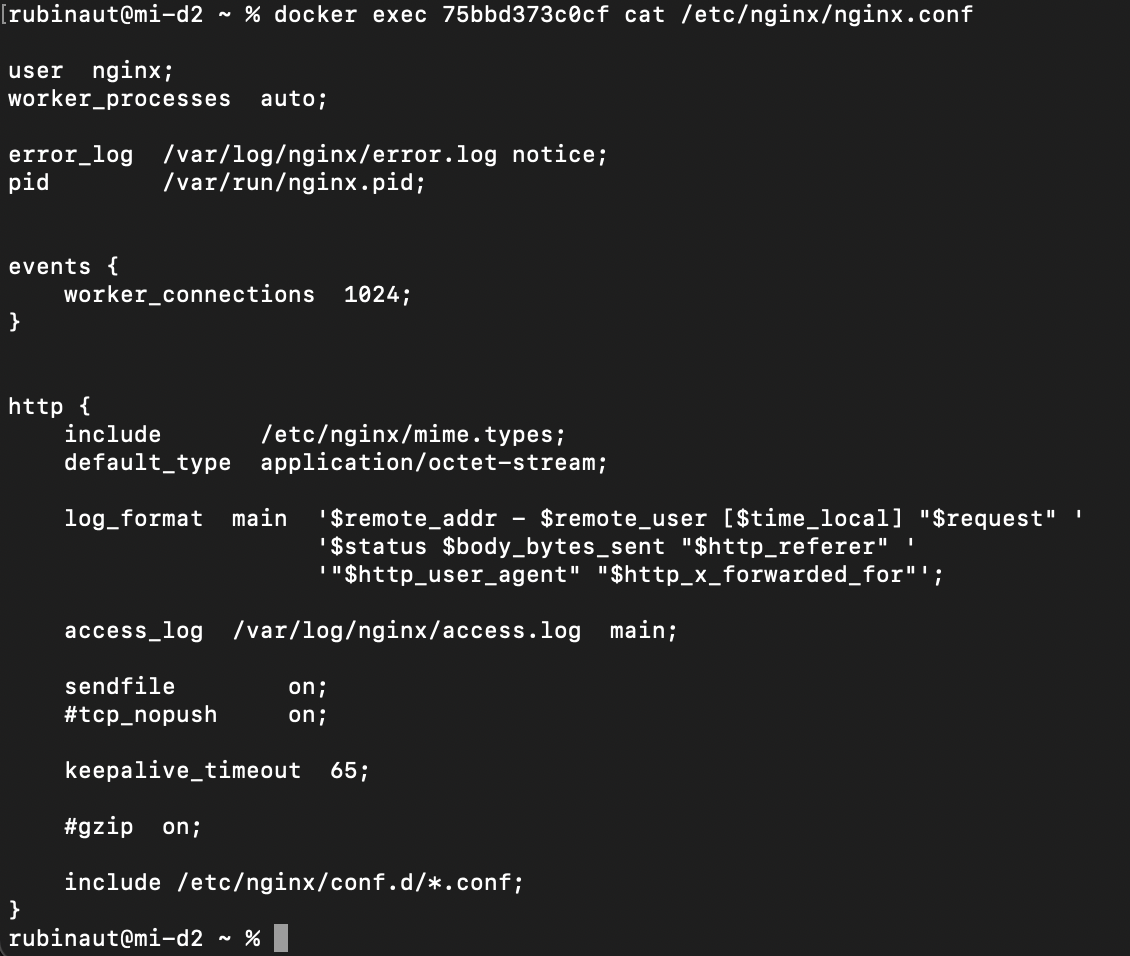 [rubinaut@mi-d2 ~ % docker exec 75bbd373c0cf cat /etc/nginx/nginx.conf

user  nginx;
worker_processes  auto;

error_log  /var/log/nginx/error.log notice;
pid        /var/run/nginx.pid;


events {
    worker_connections  1024;
}


http {
    include       /etc/nginx/mime.types;
    default_type  application/octet-stream;

    log_format  main  '$remote_addr - $remote_user [$time_local] "$request" '
                      '$status $body_bytes_sent "$http_referer" '
                      '"$http_user_agent" "$http_x_forwarded_for"';

    access_log  /var/log/nginx/access.log  main;

    sendfile        on;
    #tcp_nopush     on;

    keepalive_timeout  65;

    #gzip  on;

    include /etc/nginx/conf.d/*.conf;
}
rubinaut@mi-d2 ~ %